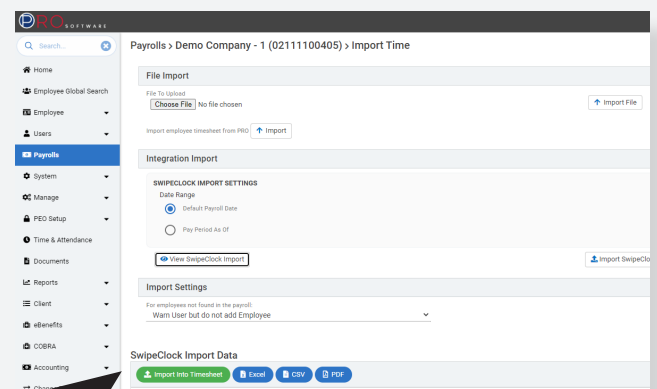 PRO SOFTWARE
Search...
Payrolls > Demo Company - 1 (02111100405) > Import Time
Home
Employee Global Search
Employee
Users
Payrolls
System
Manage
PEO Setup
Time & Attendance
Documents
Reports
Client
eBenefits
COBRA
Accounting
File Import
File To Upload
Choose File No file chosen
Import File
Import employee timesheet from PRO Import
Integration Import
SWIPECLOCK IMPORT SETTINGS
Date Range
Default Payroll Date
Pay Period As Of
View SwipeClock Import
Import SwipeClo
Import Settings
For employees not found in the payroll:
Warn User but do not add Employee
SwipeClock Import Data
Import Into Timesheet Excel CSV PDF